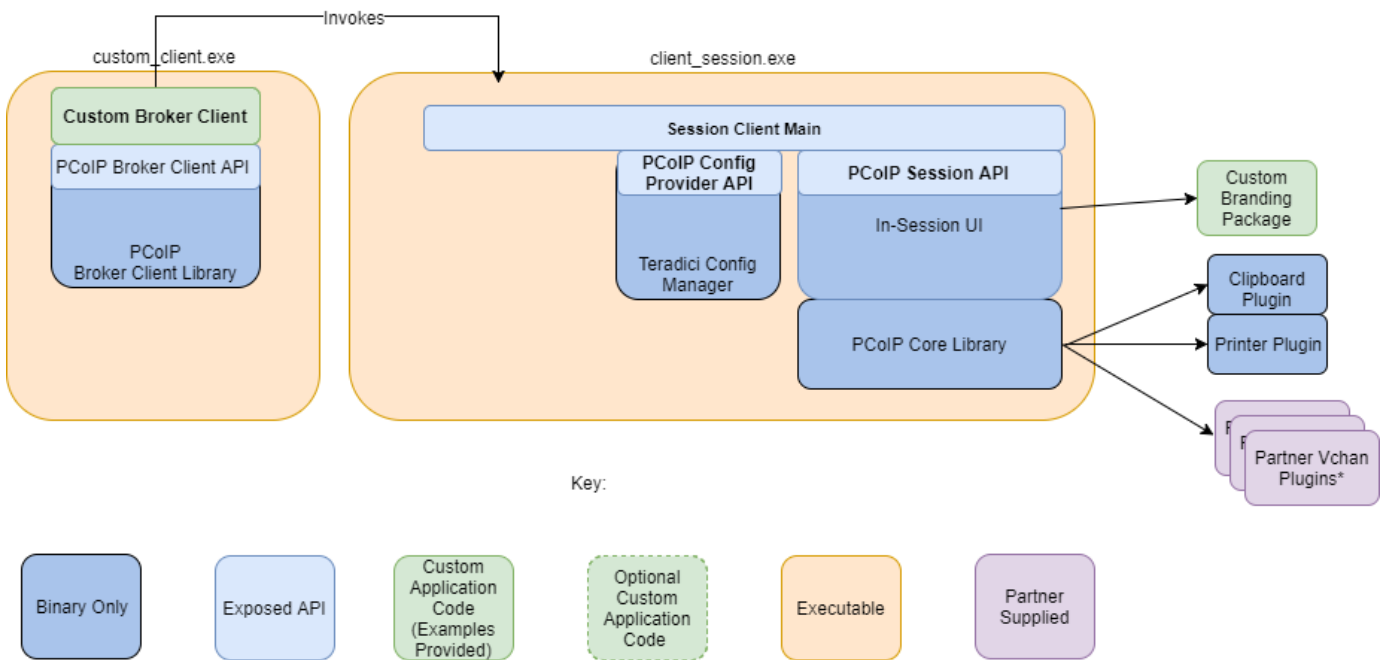 Invokes
custom_client.exe
client_session.exe
Custom Broker Client
PCoIP Broker Client API
PCoIP
Broker Client Library
Session Client Main
PCoIP Config
Provider API
Teradici Config
Manager
PCoIP Session API
In-Session UI
PCoIP Core Library
Custom
Branding
Package
Clipboard
Plugin
Printer Plugin
Partner Vchan
Plugins*
Key:
Binary Only
Exposed API
Custom
Application
Code
(Examples
Provided)
Optional
Custom
Application
Code
Executable
Partner
Supplied